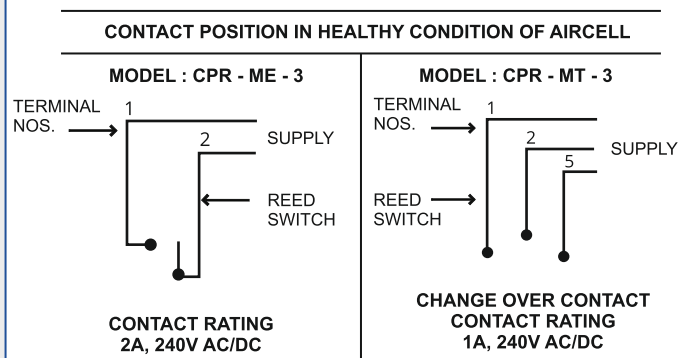 CONTACT POSITION IN HEALTHY CONDITION OF AIRCELL
MODEL : CPR - ME - 3
TERMINAL
NOS.
1
2
SUPPLY
REED
SWITCH
CONTACT RATING
2A, 240V AC/DC
MODEL : CPR - MT - 3
TERMINAL
NOS.
1
2
5
SUPPLY
REED
SWITCH
CHANGE OVER CONTACT
CONTACT RATING
1A, 240V AC/DC